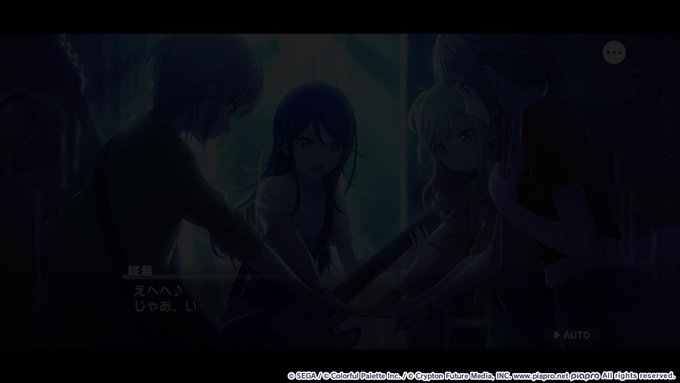 咲希
えへへ♪
じゃあ、い
▶ AUTO
© SEGA / © Colorful Palette Inc. / © Crypton Future Media, INC. www.piapro.net piapro All rights reserved.